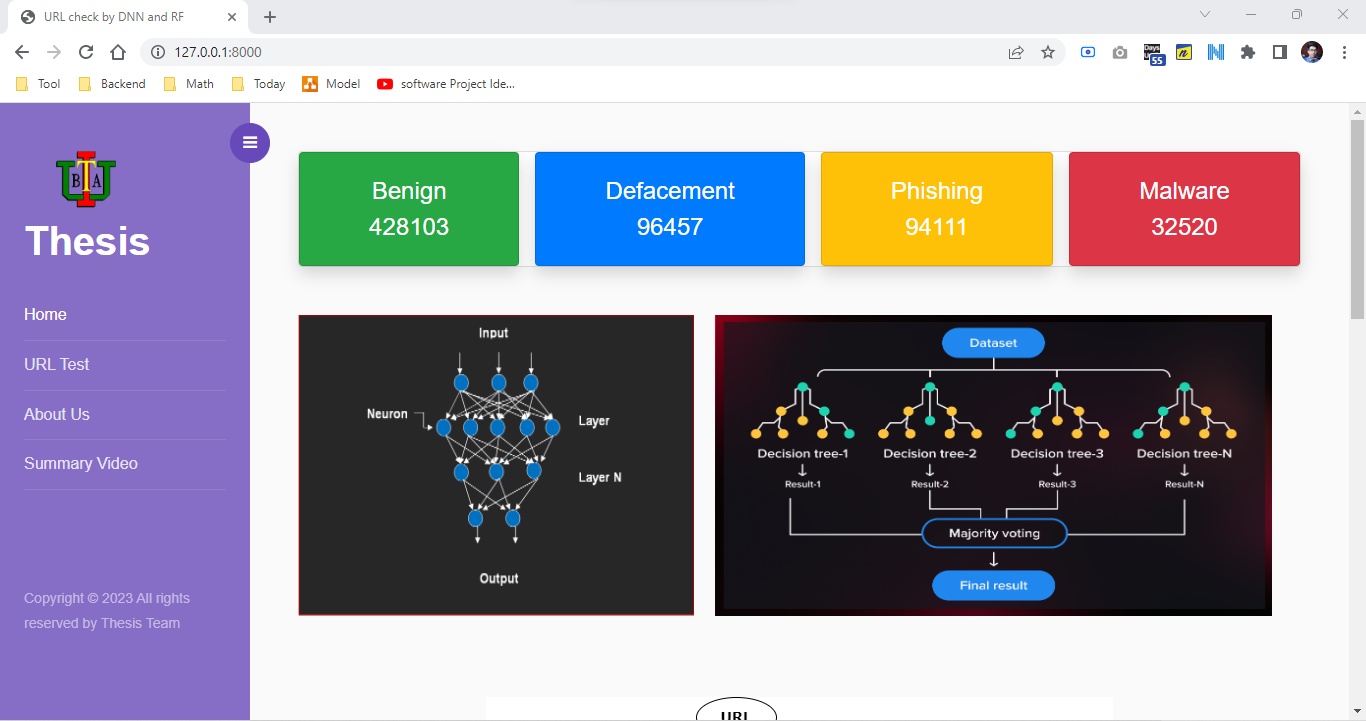 URL check by DNN and RF
127.0.0.1:8000
Days
55
n
N
Tool
Backend
Math
Today
Model
software Project Ide...
BTA
Thesis
Home
URL Test
About Us
Summary Video
Copyright © 2023 All rights
reserved by Thesis Team
Benign
428103
Defacement
96457
Phishing
94111
Malware
32520
Input
Neuron
Layer
Layer N
Output
Dataset
Decision tree-1
Decision tree-2
Decision tree-3
Decision tree-N
Result-1
Result-2
Result-3
Result-N
Majority voting
Final result
URL